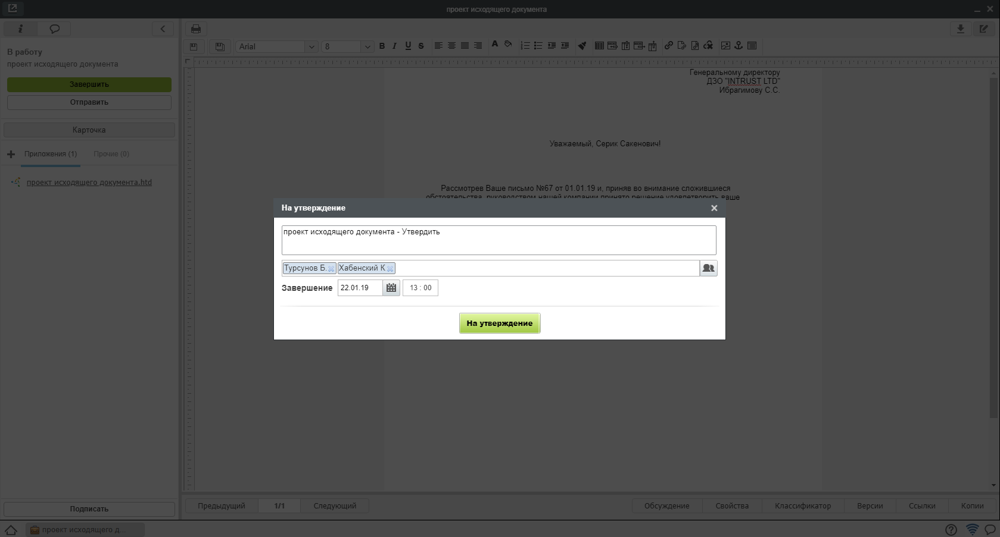 проект исходящего документа
В работу
проект исходящего документа
Завершить
Отправить
Карточка
Приложения (1) Прочие (0)
проект исходящего документа.htd
Подписать
Arial 8 B I U S A
Генеральному директору
ДЗО "INTRUST LTD"
Ибрагимову С.С.
Уважаемый, Серик Сакенович!
Рассмотрев Ваше письмо №67 от 01.01.19 и, приняв во внимание сложившиеся
обстоятельства, руководством нашей компании принято решение удовлетворить ваше
На утверждение
проект исходящего документа - Утвердить
Турсунов Б. Хабенский К
Завершение 22.01.19 13 : 00
На утверждение
Предыдущий 1/1 Следующий Обсуждение Свойства Классификатор Версии Ссылки Копии
проект исходящего д...